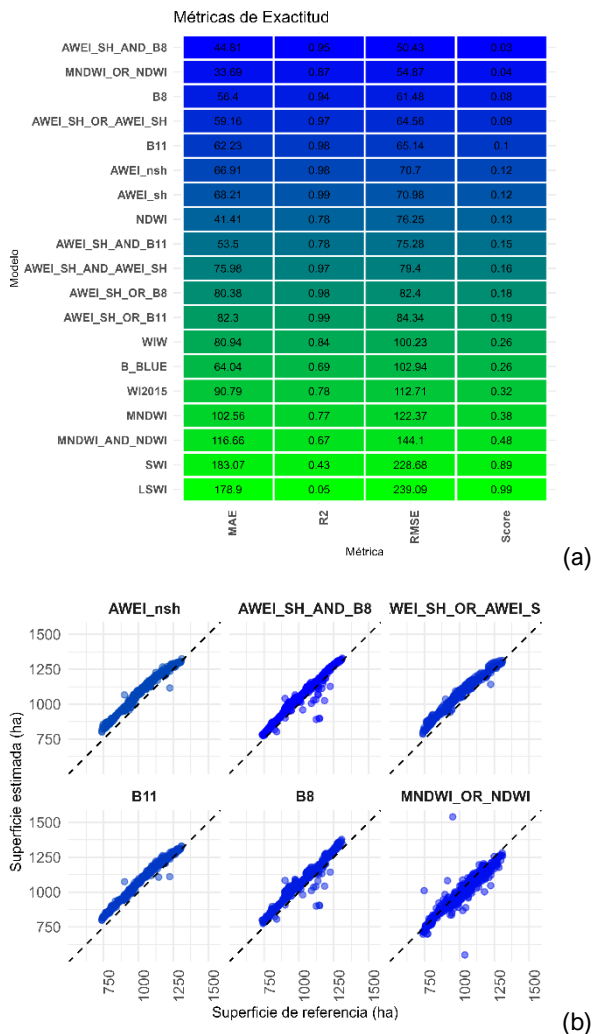 Métricas de Exactitud
Modelo
AWEI_SH_AND_B8 44.81 0.95 50.43 0.03
MNDWI_OR_NDWI 33.69 0.87 54.87 0.04
B8 56.4 0.94 61.48 0.08
AWEI_SH_OR_AWEI_SH 59.16 0.97 64.56 0.09
B11 62.23 0.98 65.14 0.1
AWEI_nsh 66.91 0.98 70.7 0.12
AWEI_sh 68.21 0.99 70.98 0.12
NDWI 41.41 0.78 76.25 0.13
AWEI_SH_AND_B11 53.5 0.78 75.28 0.15
AWEI_SH_AND_AWEI_SH 75.98 0.97 79.4 0.16
AWEI_SH_OR_B8 80.38 0.98 82.4 0.18
AWEI_SH_OR_B11 82.3 0.99 84.34 0.19
WIW 80.94 0.84 100.23 0.26
B_BLUE 64.04 0.69 102.94 0.26
WI2015 90.79 0.78 112.71 0.32
MNDWI 102.56 0.77 122.37 0.38
MNDWI_AND_NDWI 116.66 0.67 144.1 0.48
SWI 183.07 0.43 228.68 0.89
LSWI 178.9 0.05 239.09 0.99
MAE R2 RMSE Score
Métrica
(a)
AWEI_nsh AWEI_SH_AND_B8 WEI_SH_OR_AWEI_S
1500
1250
1000
750
Superficie estimada (ha)
B11 B8 MNDWI_OR_NDWI
1500
1250
1000
750
750 1000 1250 1500 750 1000 1250 1500 750 1000 1250 1500
Superficie de referencia (ha)
(b)